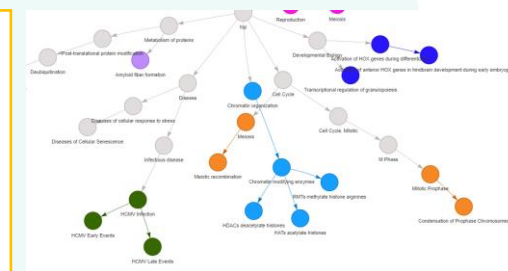 Reproduction
Meiosis
Metabolism of proteins
Developmental Biology
Post-translational protein modification
Activation of HOX genes during differenti
Deubiquitination
Amyloid fiber formation
Activation of anterior HOX genes in hindbrain development during early embryog
Disease
Cell Cycle
Transcriptional regulation of granulopoiesis
Chromatin organization
Diseases of cellular response to stress
Meiosis
Cell Cycle, Mitotic
Diseases of Cellular Senescence
Infectious disease
M Phase
Meiotic recombination
Chromatin modifying enzymes
RMTs methylate histone arginines
Mitotic Prophase
HCMV Infection
Condensation of Prophase Chromosomes
HCMV Early Events
HDACs deacetylate histones
HATs acetylate histones
HCMV Late Events